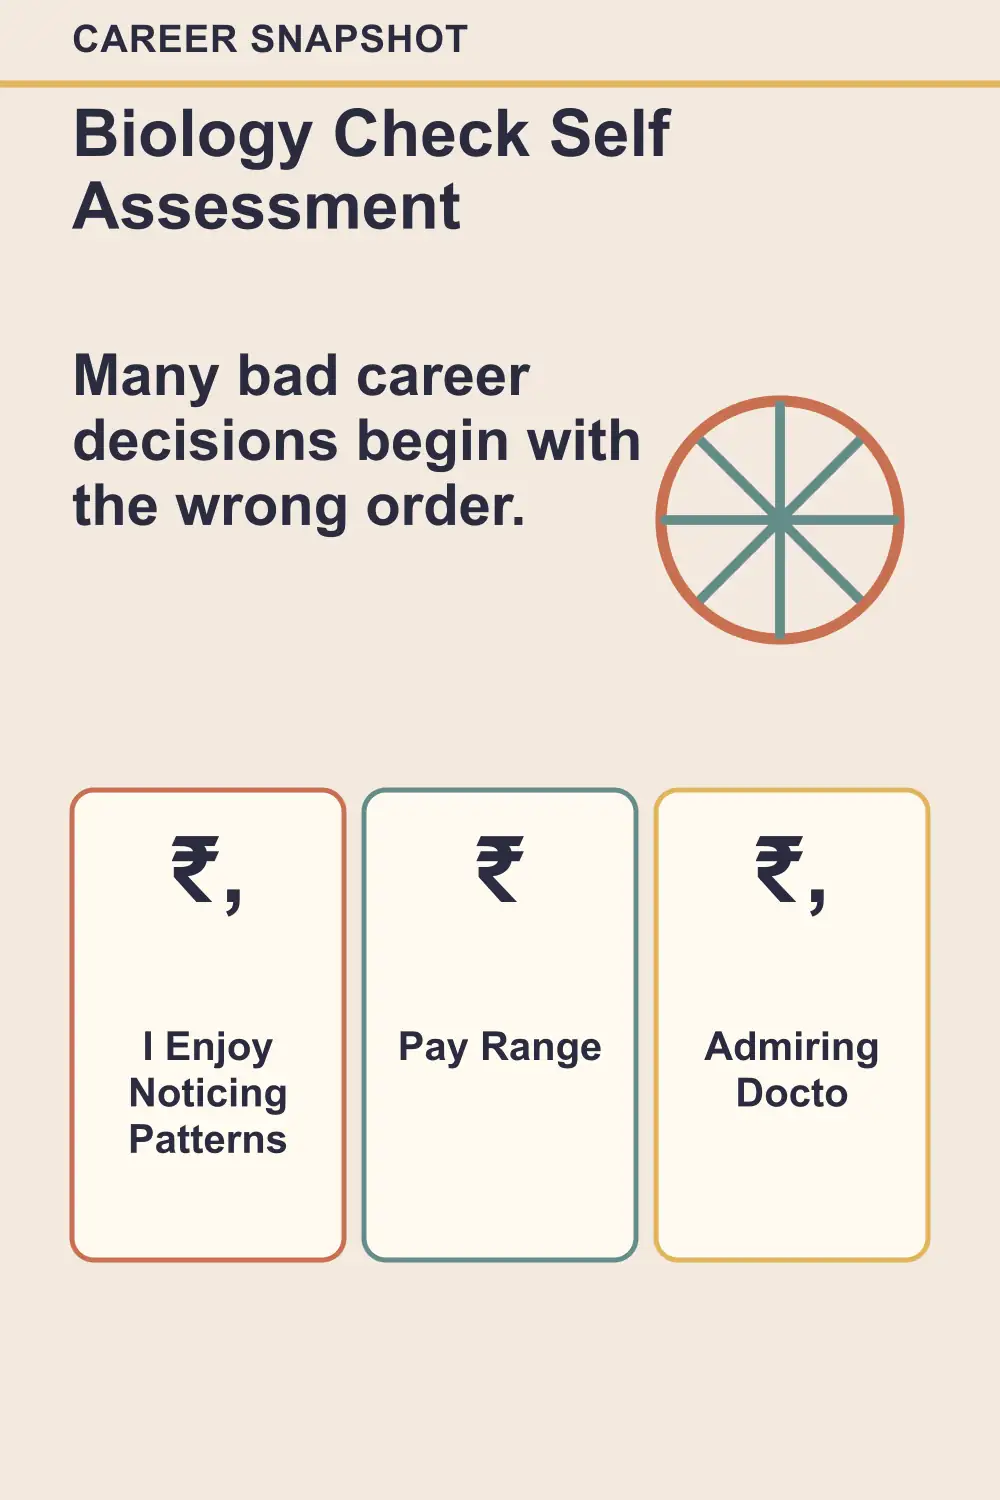 CAREER SNAPSHOT
Biology Check Self
Assessment
Many bad career
decisions begin with
the wrong order.
₹,
I Enjoy
Noticing
Patterns
₹
Pay Range
₹,
Admiring
Docto